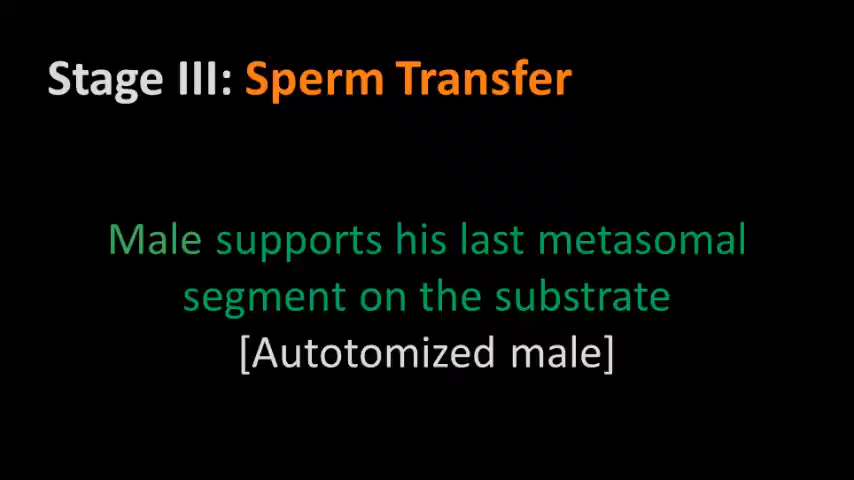 Stage III: Sperm Transfer
Male supports his last metasomal
segment on the substrate
[Autotomized male]